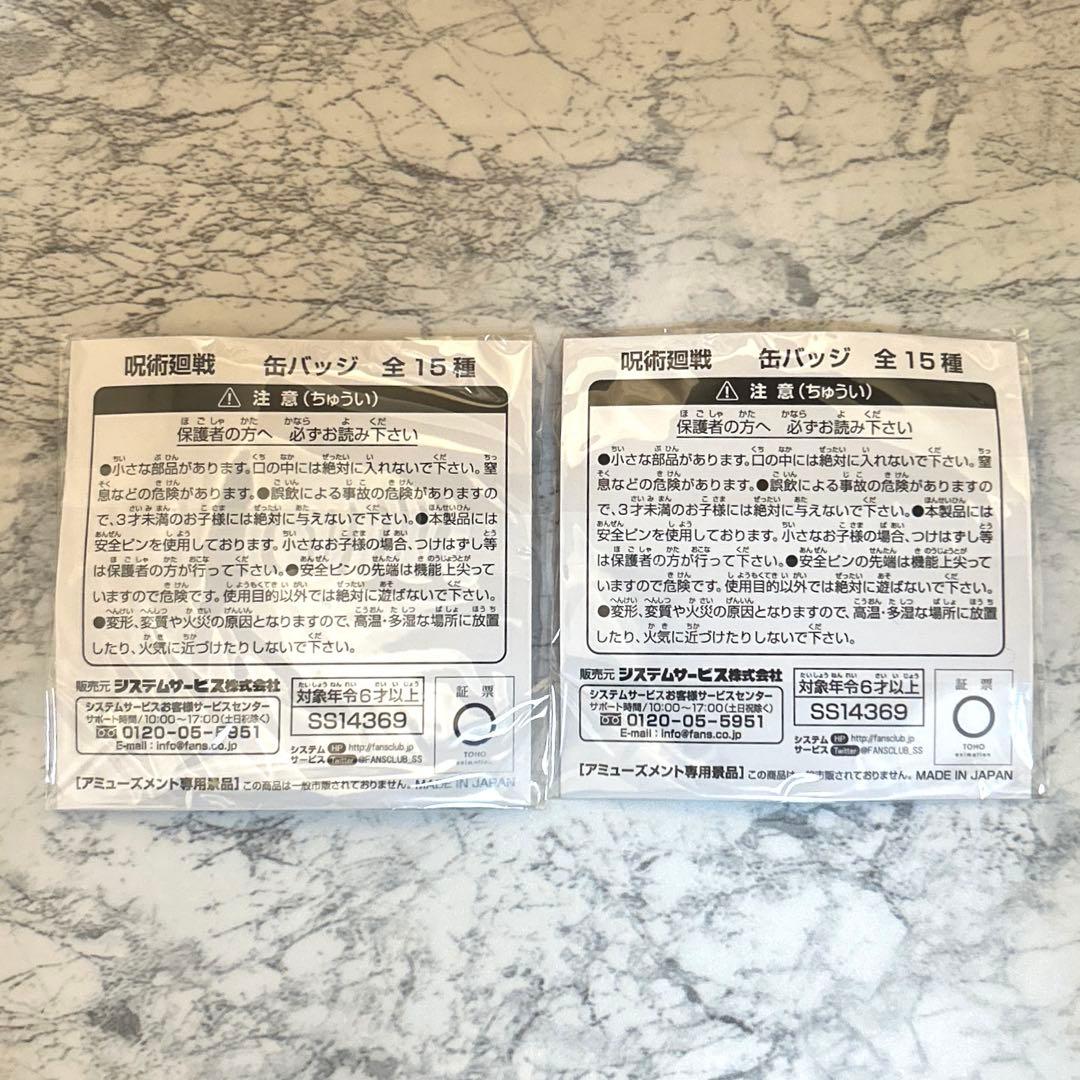 呪術廻戦 缶バッジ 全15種
⚠ 注意(ちゅうい)
保護者の方へ 必ずお読み下さい
●小さな部品があります。口の中には絶対に入れないで下さい。窒
息などの危険があります。●誤飲による事故の危険がありますの
で、3才未満のお子様には絶対に与えないで下さい。●本製品には
安全ピンを使用しております。小さなお子様の場合、つけはずし等
は保護者の方が行って下さい。●安全ピンの先端は機能上尖って
いますので危険です。使用目的以外では絶対に遊ばないで下さい。
●変形、変質や火災の原因となりますので、高温・多湿な場所に放置
したり、火気に近づけたりしないで下さい。
販売元 システムサービス株式会社
システムサービスお客様サービスセンター
サポート時間/10:00～17:00(土日祝除く)
0120-05-5951
E-mail:info@fans.co.jp
対象年令6才以上
SS14369
システム HP http://fansclub.jp
サービス Twitter @FANSCLUB_SS
証票
TOHO
animation
【アミューズメント専用景品】この商品は一般市販されておりません。 MADE IN JAPAN
呪術廻戦 缶バッジ 全15種
⚠ 注意(ちゅうい)
保護者の方へ 必ずお読み下さい
●小さな部品があります。口の中には絶対に入れないで下さい。窒
息などの危険があります。●誤飲による事故の危険がありますの
で、3才未満のお子様には絶対に与えないで下さい。●本製品には
安全ピンを使用しております。小さなお子様の場合、つけはずし等
は保護者の方が行って下さい。●安全ピンの先端は機能上尖って
いますので危険です。使用目的以外では絶対に遊ばないで下さい。
●変形、変質や火災の原因となりますので、高温・多湿な場所に放置
したり、火気に近づけたりしないで下さい。
販売元 システムサービス株式会社
システムサービスお客様サービスセンター
サポート時間/10:00～17:00(土日祝除く)
0120-05-5951
E-mail:info@fans.co.jp
対象年令6才以上
SS14369
システム HP http://fansclub.jp
サービス Twitter @FANSCLUB_SS
証票
TOHO
animation
【アミューズメント専用景品】この商品は一般市販されておりません。 MADE IN JAPAN